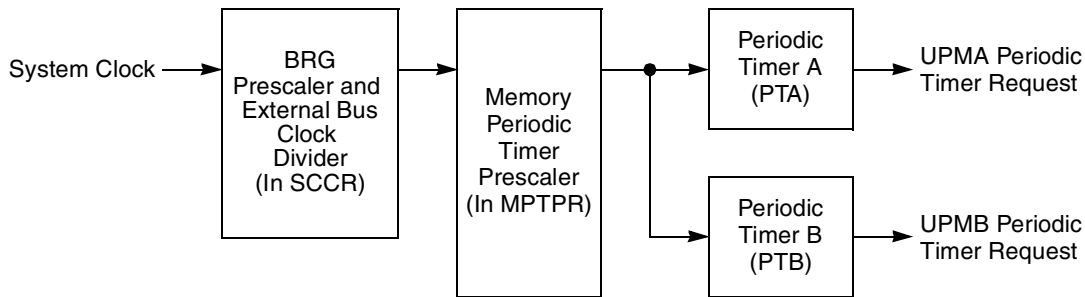 System Clock
BRG
Prescaler and
External Bus
Clock
Divider
(In SCCR)
Memory
Periodic
Timer
Prescaler
(In MPTPR)
Periodic
Timer A
(PTA)
UPMA Periodic
Timer Request
Periodic
Timer B
(PTB)
UPMB Periodic
Timer Request